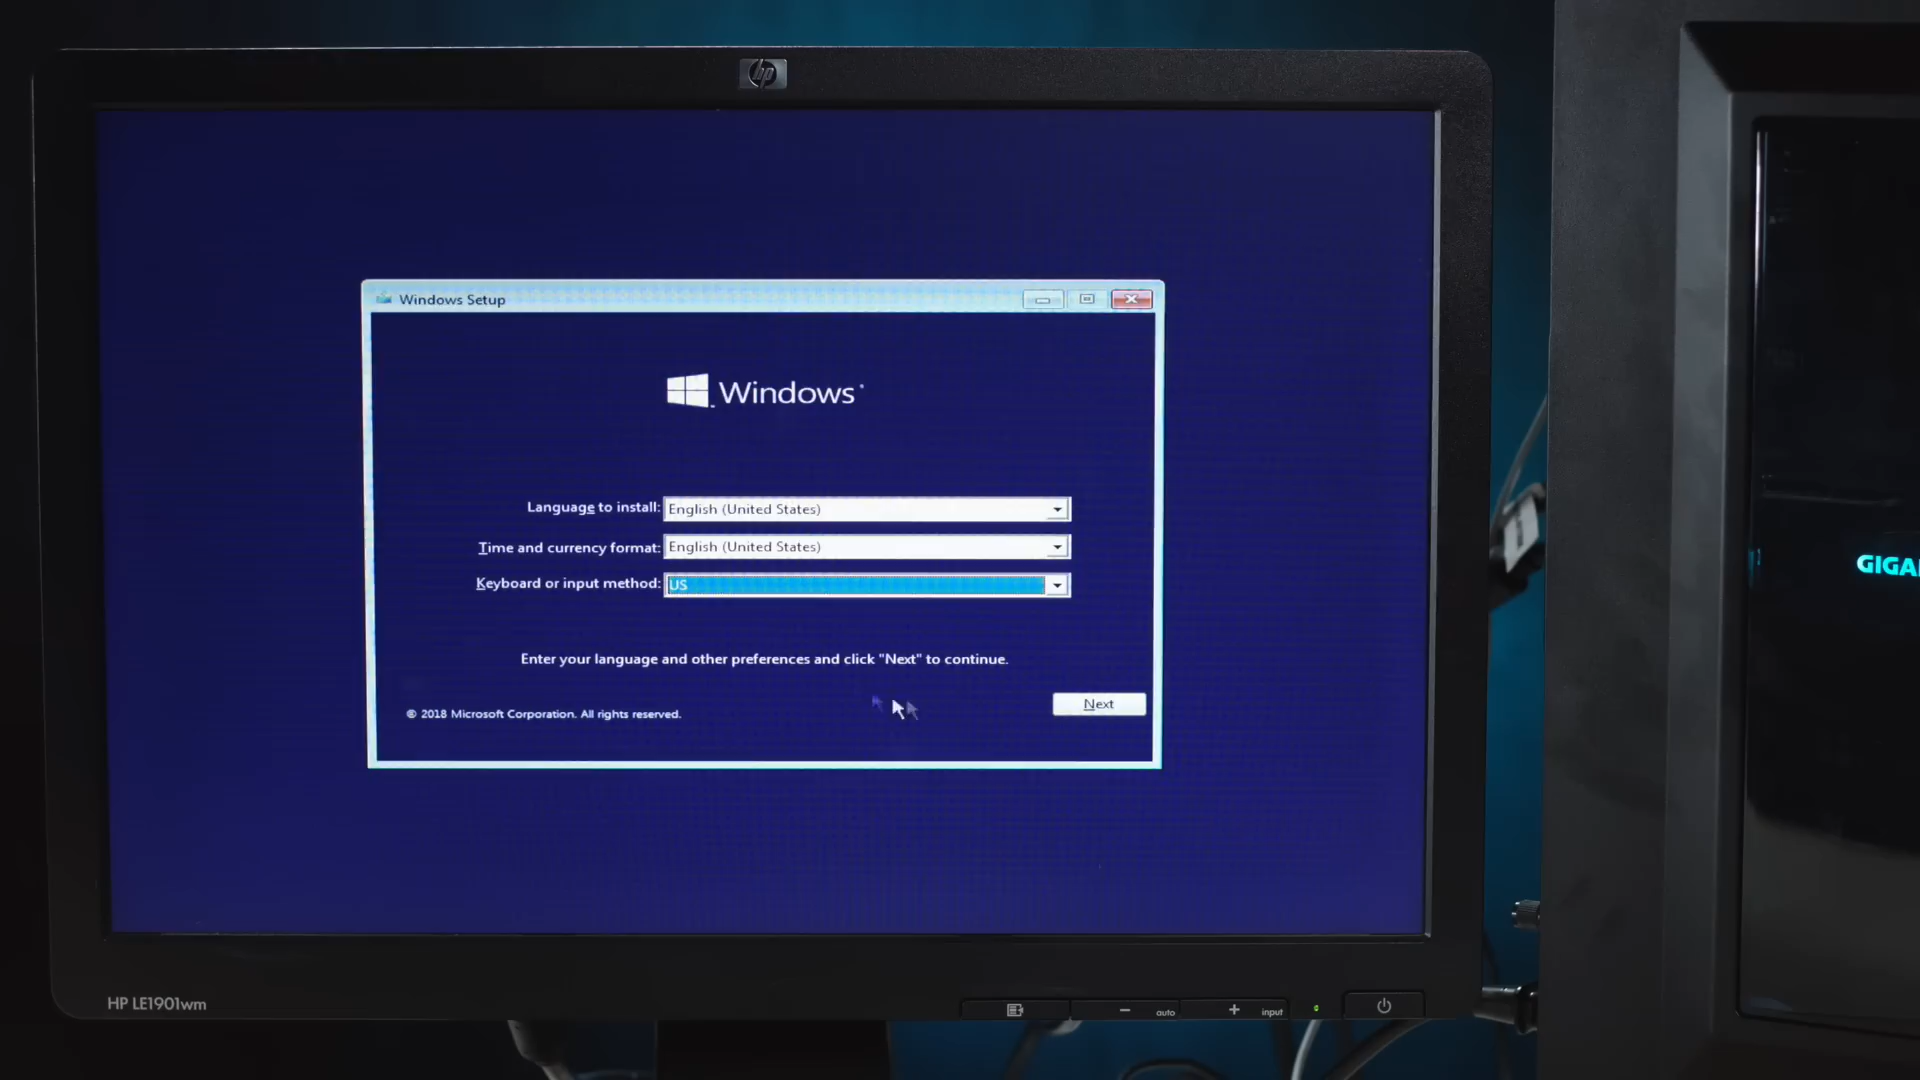 hp
Windows Setup
Windows
Language to install: English (United States)
Time and currency format: English (United States)
Keyboard or input method: US
Enter your language and other preferences and click "Next" to continue.
© 2018 Microsoft Corporation. All rights reserved.
Next
GIGA
HP LE1901wm
auto
input